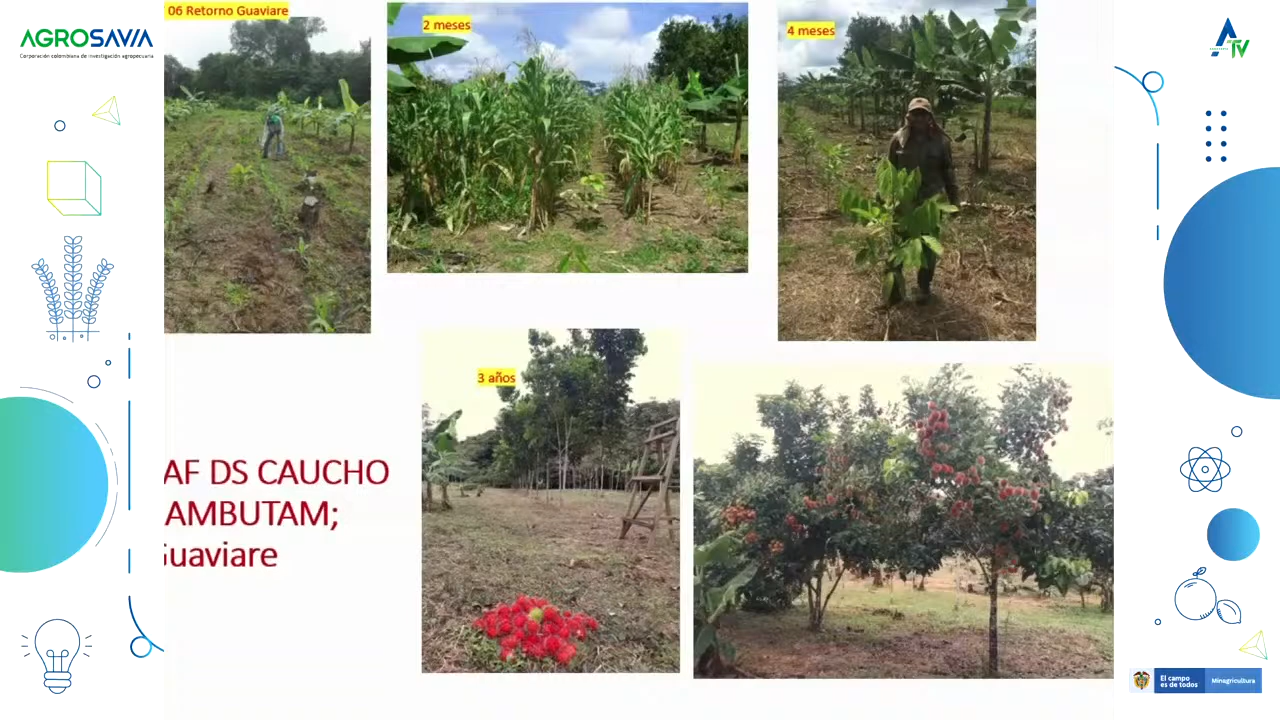 AGROSAVIA
Corporación colombiana de investigación agropecuaria
06 Retorno Guaviare
2 meses
4 meses
TV
3 años
AF DS CAUCHO
AMBUTAM;
uaviare
El campo
es de todos
Minagricultura